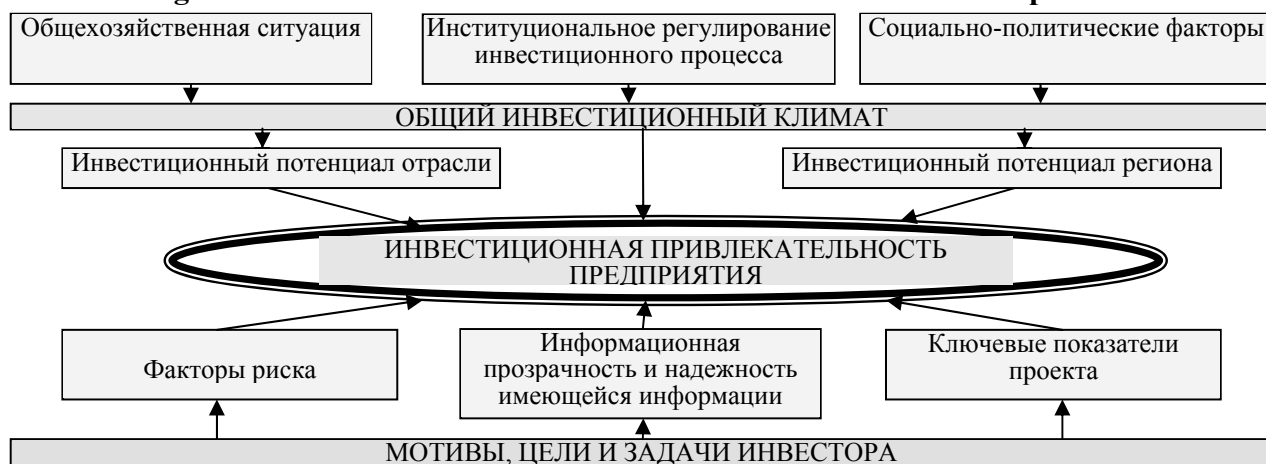 Общехозяйственная ситуация
Институциональное регулирование
инвестиционного процесса
Социально-политические факторы
ОБЩИЙ ИНВЕСТИЦИОННЫЙ КЛИМАТ
Инвестиционный потенциал отрасли
Инвестиционный потенциал региона
ИНВЕСТИЦИОННАЯ ПРИВЛЕКАТЕЛЬНОСТЬ
ПРЕДПРИЯТИЯ
Факторы риска
Информационная
прозрачность и надежность
имеющейся информации
Ключевые показатели
проекта
МОТИВЫ, ЦЕЛИ И ЗАДАЧИ ИНВЕСТОРА